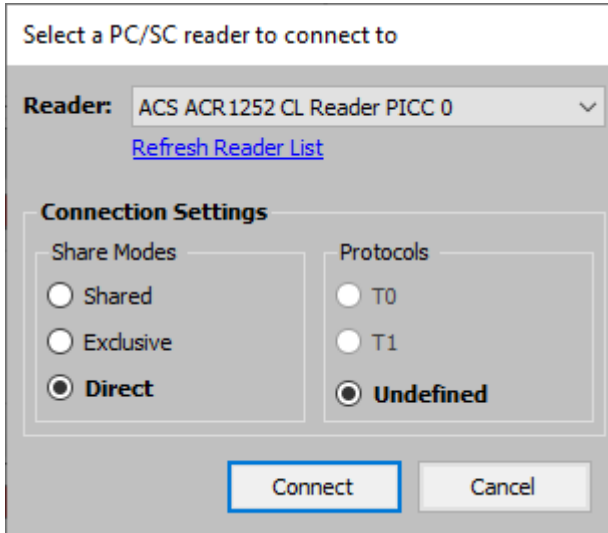 Select a PC/SC reader to connect to
Reader: ACS ACR1252 CL Reader PICC 0
Refresh Reader List
Connection Settings
Share Modes
Shared
Exclusive
Direct
Protocols
T0
T1
Undefined
Connect
Cancel